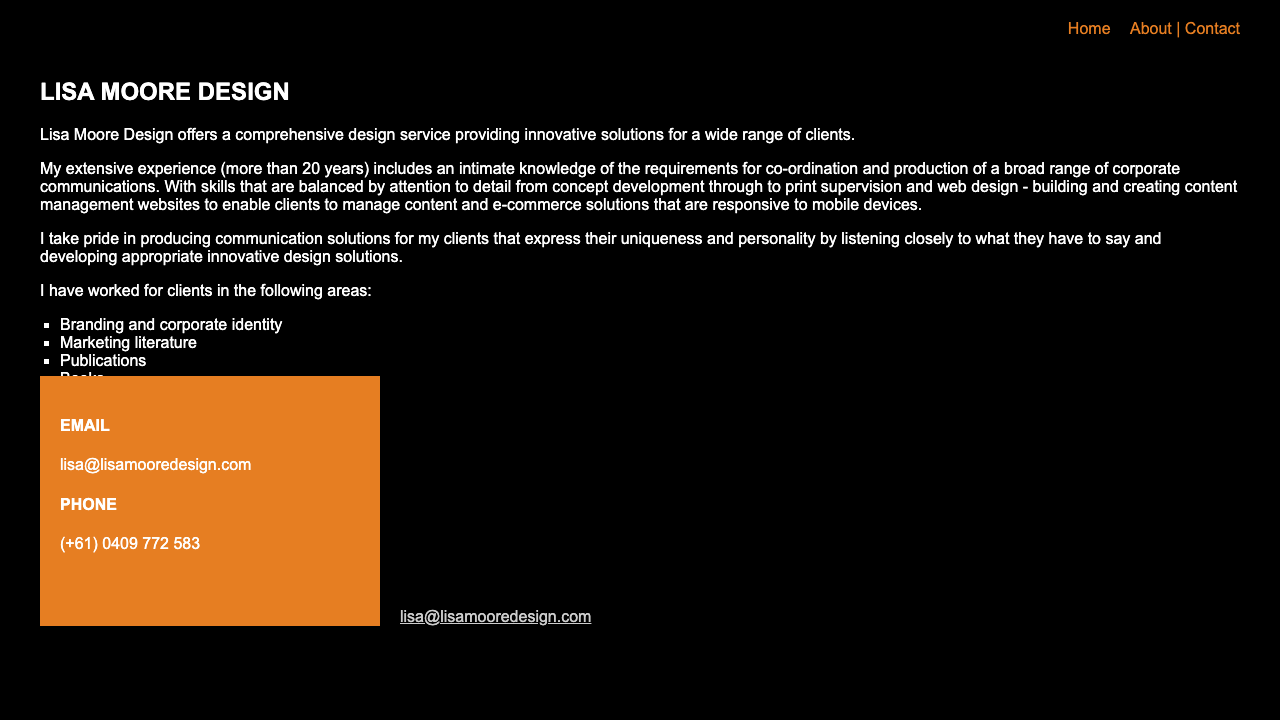 Home About | Contact
LISA MOORE DESIGN
Lisa Moore Design offers a comprehensive design service providing innovative solutions for a wide range of clients.
My extensive experience (more than 20 years) includes an intimate knowledge of the requirements for co-ordination and production of a broad range of corporate
communications. With skills that are balanced by attention to detail from concept development through to print supervision and web design - building and creating content
management websites to enable clients to manage content and e-commerce solutions that are responsive to mobile devices.
I take pride in producing communication solutions for my clients that express their uniqueness and personality by listening closely to what they have to say and
developing appropriate innovative design solutions.
I have worked for clients in the following areas:
Branding and corporate identity
Marketing literature
Publications
EMAIL
lisa@lisamooredesign.com
PHONE
(+61) 0409 772 583
lisa@lisamooredesign.com